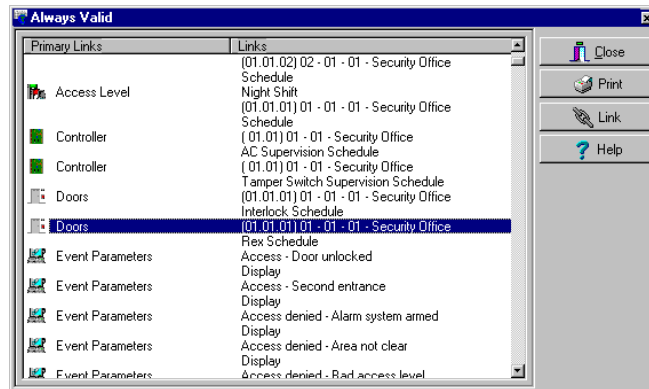 Always Valid
Primary Links Links
(01.01.02) 02 - 01 - 01 - Security Office
Schedule
Access Level Night Shift
(01.01.01) 01 - 01 - 01 - Security Office
Schedule
Controller ( 01.01) 01 - 01 - Security Office
AC Supervision Schedule
Controller ( 01.01) 01 - 01 - Security Office
Tamper Switch Supervision Schedule
Doors (01.01.01) 01 - 01 - 01 - Security Office
Interlock Schedule
Doors (01.01.01) 01 - 01 - 01 - Security Office
Rex Schedule
Event Parameters Access - Door unlocked
Display
Event Parameters Access - Second entrance
Display
Event Parameters Access denied - Alarm system armed
Display
Event Parameters Access denied - Area not clear
Display
Event Parameters Access denied - Bad access level
Close
Print
Link
Help